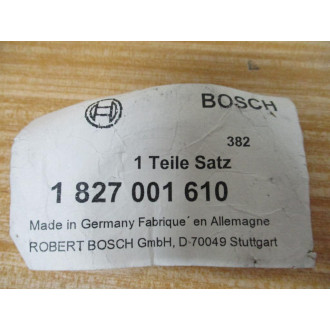 BOSCH
382
1 Teile Satz
1 827 001 610
Made in Germany Fabrique´ en Allemagne
ROBERT BOSCH GmbH, D-70049 Stuttgart